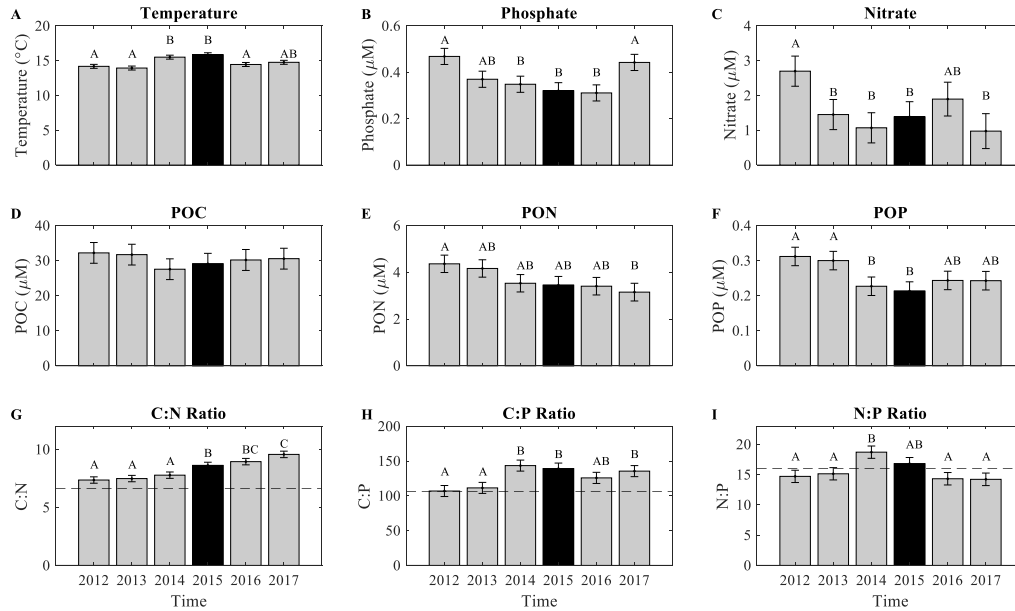 A Temperature
Temperature (°C)
20
15
10
5
0
A A B B A AB
B Phosphate
Phosphate (μM)
0.6
0.4
0.2
0
A AB B B B A
C Nitrate
Nitrate (μM)
4
3
2
1
0
A B B B AB B
D POC
POC (μM)
40
30
20
10
0
E PON
PON (μM)
6
4
2
0
A AB AB AB AB B
F POP
POP (μM)
0.4
0.3
0.2
0.1
0
A A B B AB AB
G C:N Ratio
C:N
10
5
0
A A A B BC C
2012 2013 2014 2015 2016 2017
Time
H C:P Ratio
C:P
200
150
100
50
0
A A B B AB B
2012 2013 2014 2015 2016 2017
Time
I N:P Ratio
N:P
20
15
10
5
0
A A B AB A A
2012 2013 2014 2015 2016 2017
Time